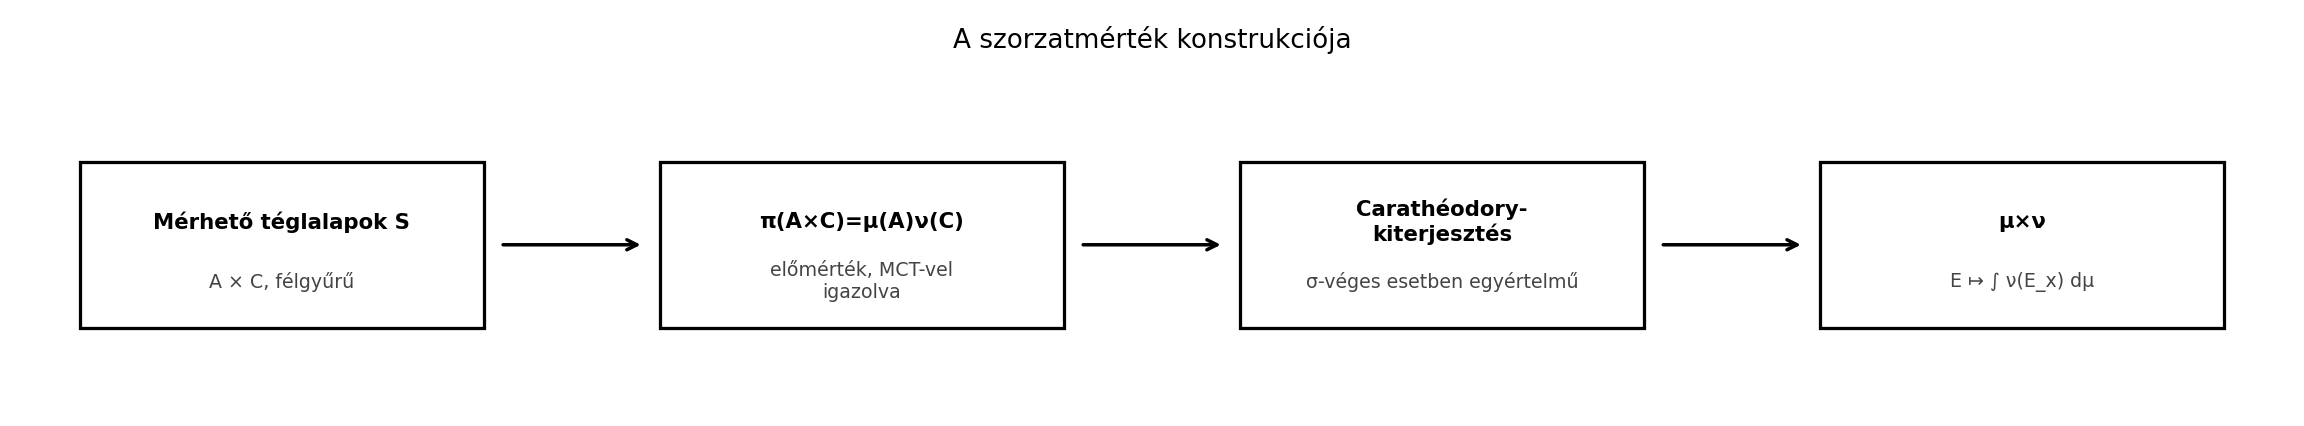 A szorzatmérték konstrukciója
Mérhető téglalapok S
A × C, félgyűrű
π(A×C)=μ(A)ν(C)
előmérték, MCT-vel
igazolva
Carathéodory-
kiterjesztés
σ-véges esetben egyértelmű
μ×ν
E ↦ ∫ ν(E_x) dμ